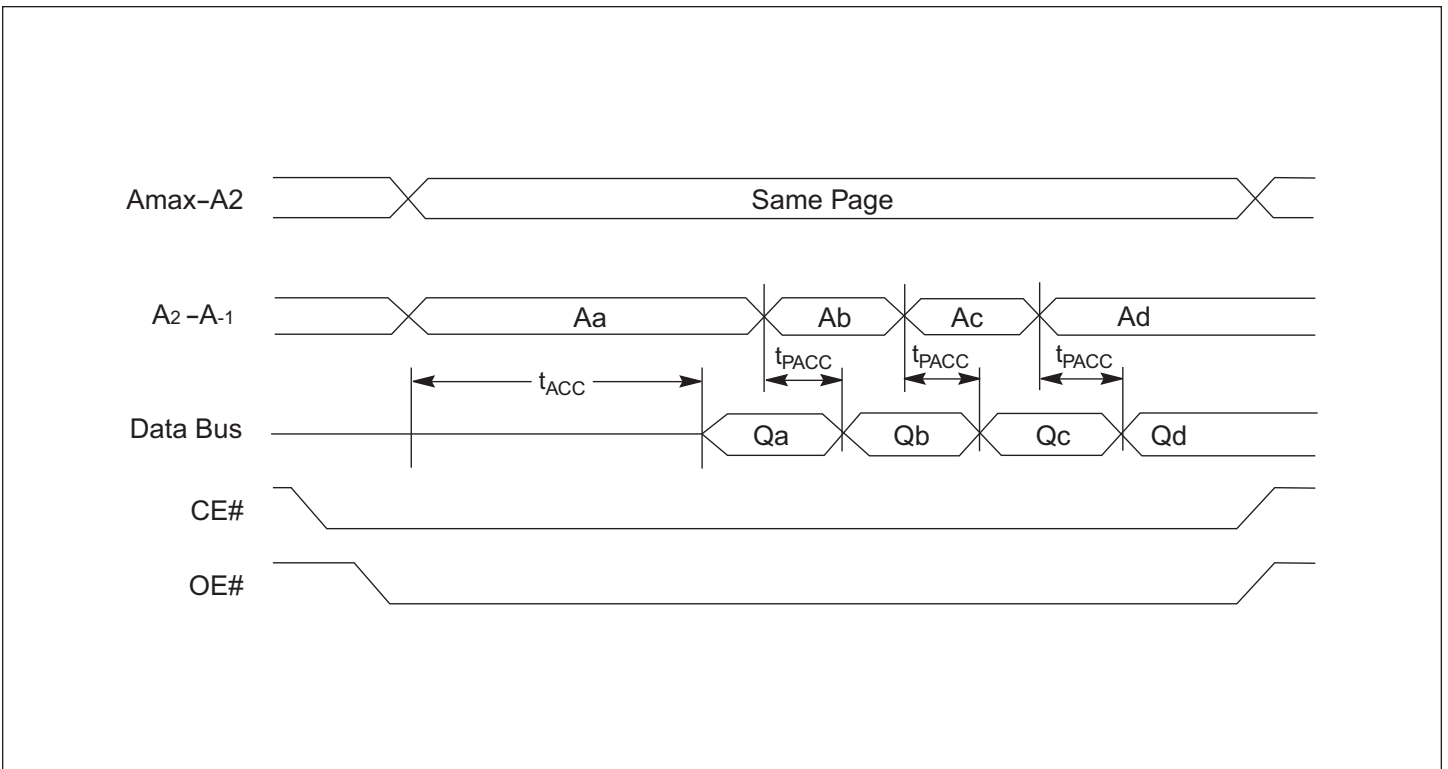 Amax–A2
Same Page
A2 –A-1
Aa
Ab
Ac
Ad
tPACC
tPACC
tPACC
tACC
Data Bus
Qa
Qb
Qc
Qd
CE#
OE#